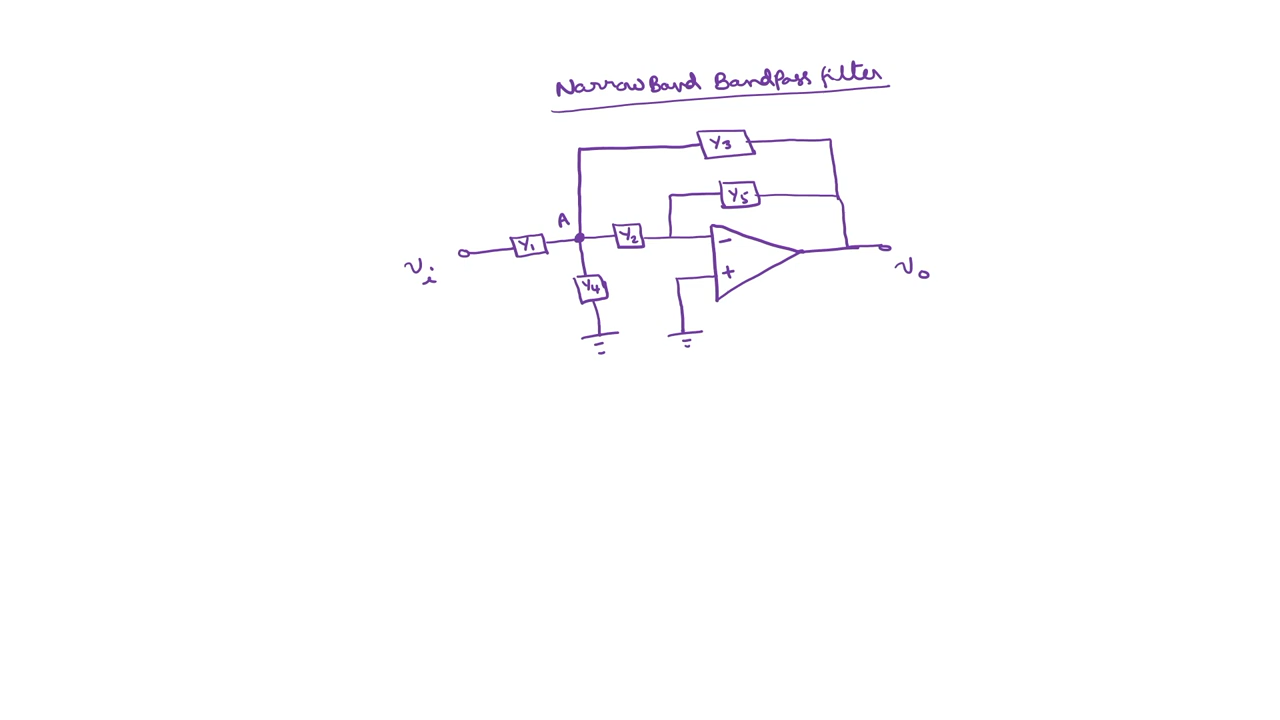 NarrowBand Bandpass filter
Y3
Y5
A
Y1
Y2
-
vi
Y4
+
vo